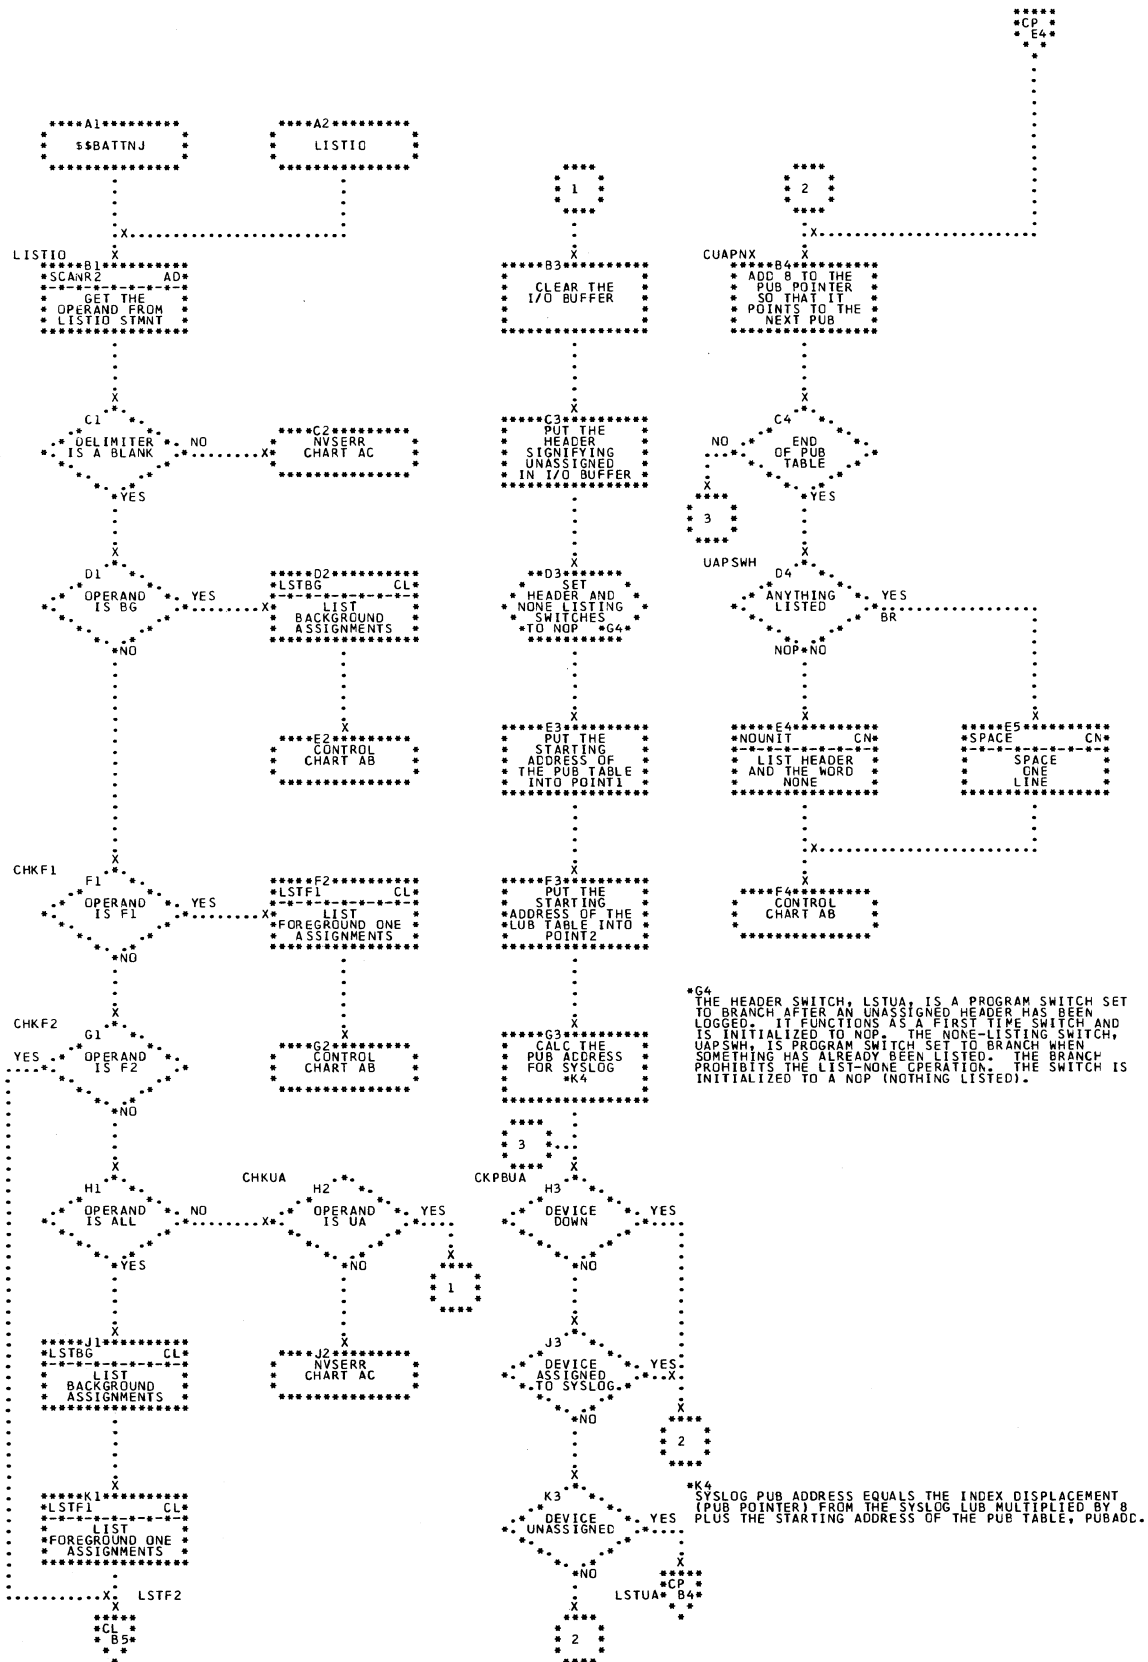 CP
E4
A1
$$BATTNJ
A2
LISTIO
1
2
LISTIO
B1
SCANR2 AD
GET THE
OPERAND FROM
LISTIO STMNT
B3
CLEAR THE
I/O BUFFER
CUAPNX
B4
ADD 8 TO THE
PUB POINTER
SO THAT IT
POINTS TO THE
NEXT PUB
C1
DELIMITER
IS A BLANK
NO
YES
C2
NVSERR
CHART AC
C3
PUT THE
HEADER
SIGNIFYING
UNASSIGNED
IN I/O BUFFER
C4
END
OF PUB
TABLE
NO
YES
3
D1
OPERAND
IS BG
YES
NO
D2
LSTBG CL
LIST
BACKGROUND
ASSIGNMENTS
D3
SET
HEADER AND
NONE LISTING
SWITCHES
TO NOP *G4
UAPSWH
D4
ANYTHING
LISTED
YES
BR
NOP NO
E2
CONTROL
CHART AB
E3
PUT THE
STARTING
ADDRESS OF
THE PUB TABLE
INTO POINT1
E4
NOUNIT CN
LIST HEADER
AND THE WORD
NONE
E5
SPACE CN
SPACE
ONE
LINE
CHKF1
F1
OPERAND
IS F1
YES
NO
F2
LSTF1 CL
LIST
FOREGROUND ONE
ASSIGNMENTS
F3
PUT THE
STARTING
ADDRESS OF THE
LUB TABLE INTO
POINT2
F4
CONTROL
CHART AB
CHKF2
G1
OPERAND
IS F2
YES
NO
G2
CONTROL
CHART AB
G3
CALC THE
PUB ADDRESS
FOR SYSLOG
*K4
*G4
THE HEADER SWITCH, LSTUA, IS A PROGRAM SWITCH SET
TO BRANCH AFTER AN UNASSIGNED HEADER HAS BEEN
LOGGED. IT FUNCTIONS AS A FIRST TIME SWITCH AND
IS INITIALIZED TO NOP. THE NONE-LISTING SWITCH,
UAPSWH, IS PROGRAM SWITCH SET TO BRANCH WHEN
SOMETHING HAS ALREADY BEEN LISTED. THE BRANCH
PROHIBITS THE LIST-NONE OPERATION. THE SWITCH IS
INITIALIZED TO A NOP (NOTHING LISTED).
3
H1
OPERAND
IS ALL
NO
YES
CHKUA
H2
OPERAND
IS UA
YES
NO
1
CKPBUA
H3
DEVICE
DOWN
YES
NO
J1
LSTBG CL
LIST
BACKGROUND
ASSIGNMENTS
J2
NVSERR
CHART AC
J3
DEVICE
ASSIGNED
TO SYSLOG
YES
NO
2
K1
LSTF1 CL
LIST
FOREGROUND ONE
ASSIGNMENTS
K3
DEVICE
UNASSIGNED
YES
NO
*K4
SYSLOG PUB ADDRESS EQUALS THE INDEX DISPLACEMENT
(PUB POINTER) FROM THE SYSLOG LUB MULTIPLIED BY 8
PLUS THE STARTING ADDRESS OF THE PUB TABLE, PUBADD.
LSTF2
CL
B5
LSTUA
CP
B4
2